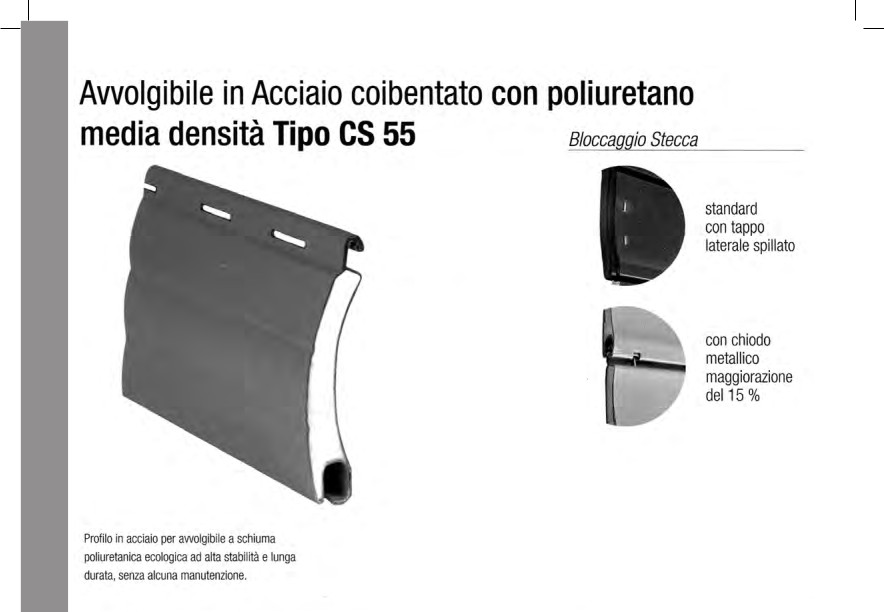 Avvolgibile in Acciaio coibentato con poliuretano
media densità Tipo CS 55
Bloccaggio Stecca
standard
con tappo
laterale spillato
con chiodo
metallico
maggiorazione
del 15 %
Profilo in acciaio per avvolgibile a schiuma
poliuretanica ecologica ad alta stabilità e lunga
durata, senza alcuna manutenzione.